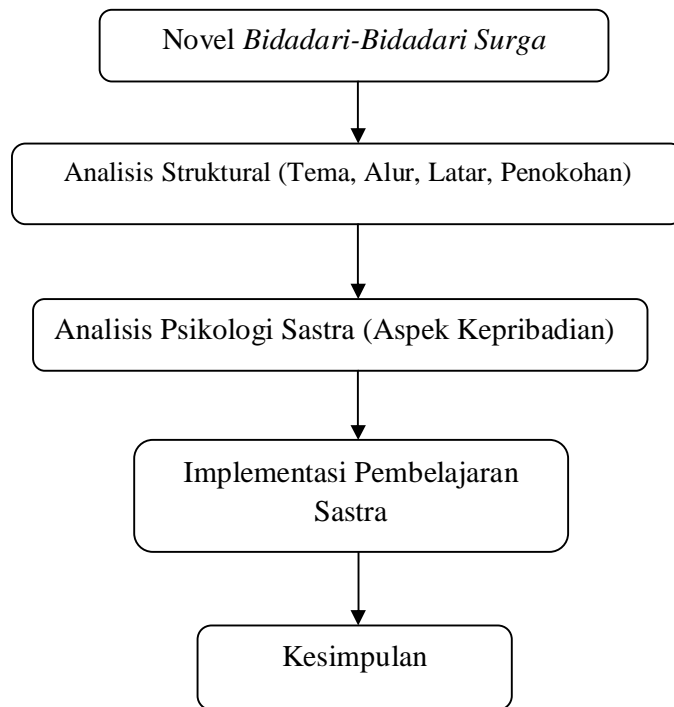 Novel Bidadari-Bidadari Surga
Analisis Struktural (Tema, Alur, Latar, Penokohan)
Analisis Psikologi Sastra (Aspek Kepribadian)
Implementasi Pembelajaran
Sastra
Kesimpulan